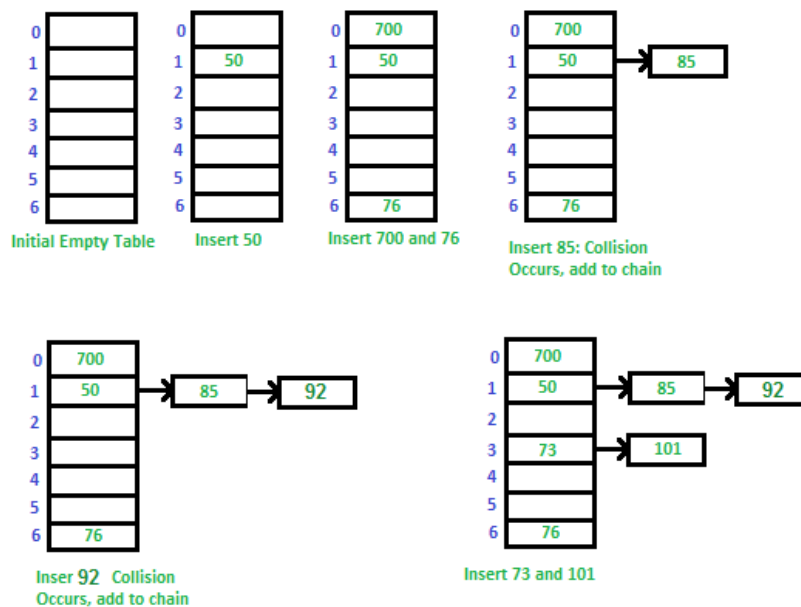 0 700 0 700
1 50 1 50 1 50 85
2 2 2 2
3 3 3 3
4 4 4 4
5 5 5 5
6 6 6 76 6 76
Initial Empty Table
Insert 50
Insert 700 and 76
Insert 85: Collision
Occurs, add to chain
0 700
1 50 85 92
2
3
4
5
6 76
Inser 92 Collision
Occurs, add to chain
0 700
1 50 85 92
2
3 73 101
4
5
6 76
Insert 73 and 101